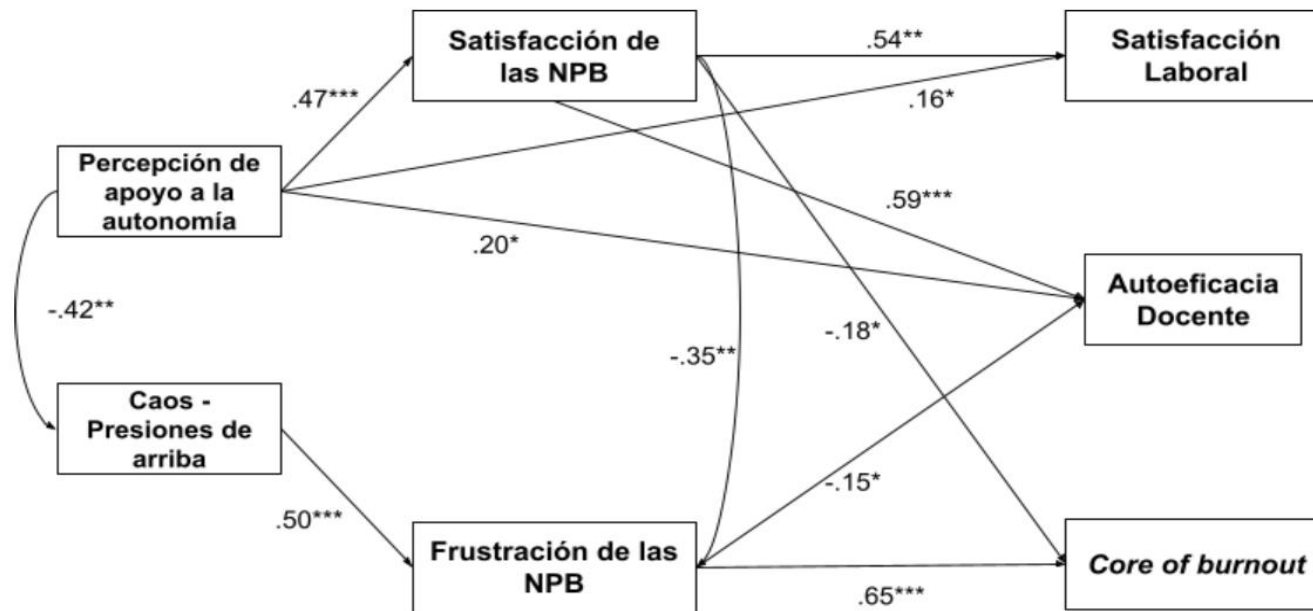 Satisfacción de
las NPB
.54**
Satisfacción
Laboral
.47***
.16*
Percepción de
apoyo a la
autonomía
.59***
.20*
Autoeficacia
Docente
-.42**
-.35**
-.18*
Caos -
Presiones de
arriba
-.15*
.50***
Frustración de las
NPB
.65***
Core of burnout